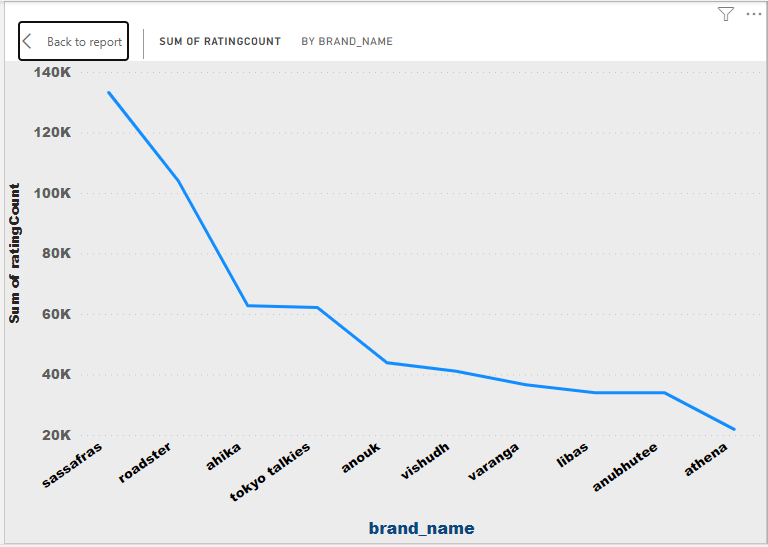 Back to report
SUM OF RATINGCOUNT BY BRAND_NAME
140K
120K
100K
80K
60K
40K
20K
Sum of ratingCount
sassafras
roadster
ahika
tokyo talkies
anouk
vishudh
varanga
libas
anubhutee
athena
brand_name